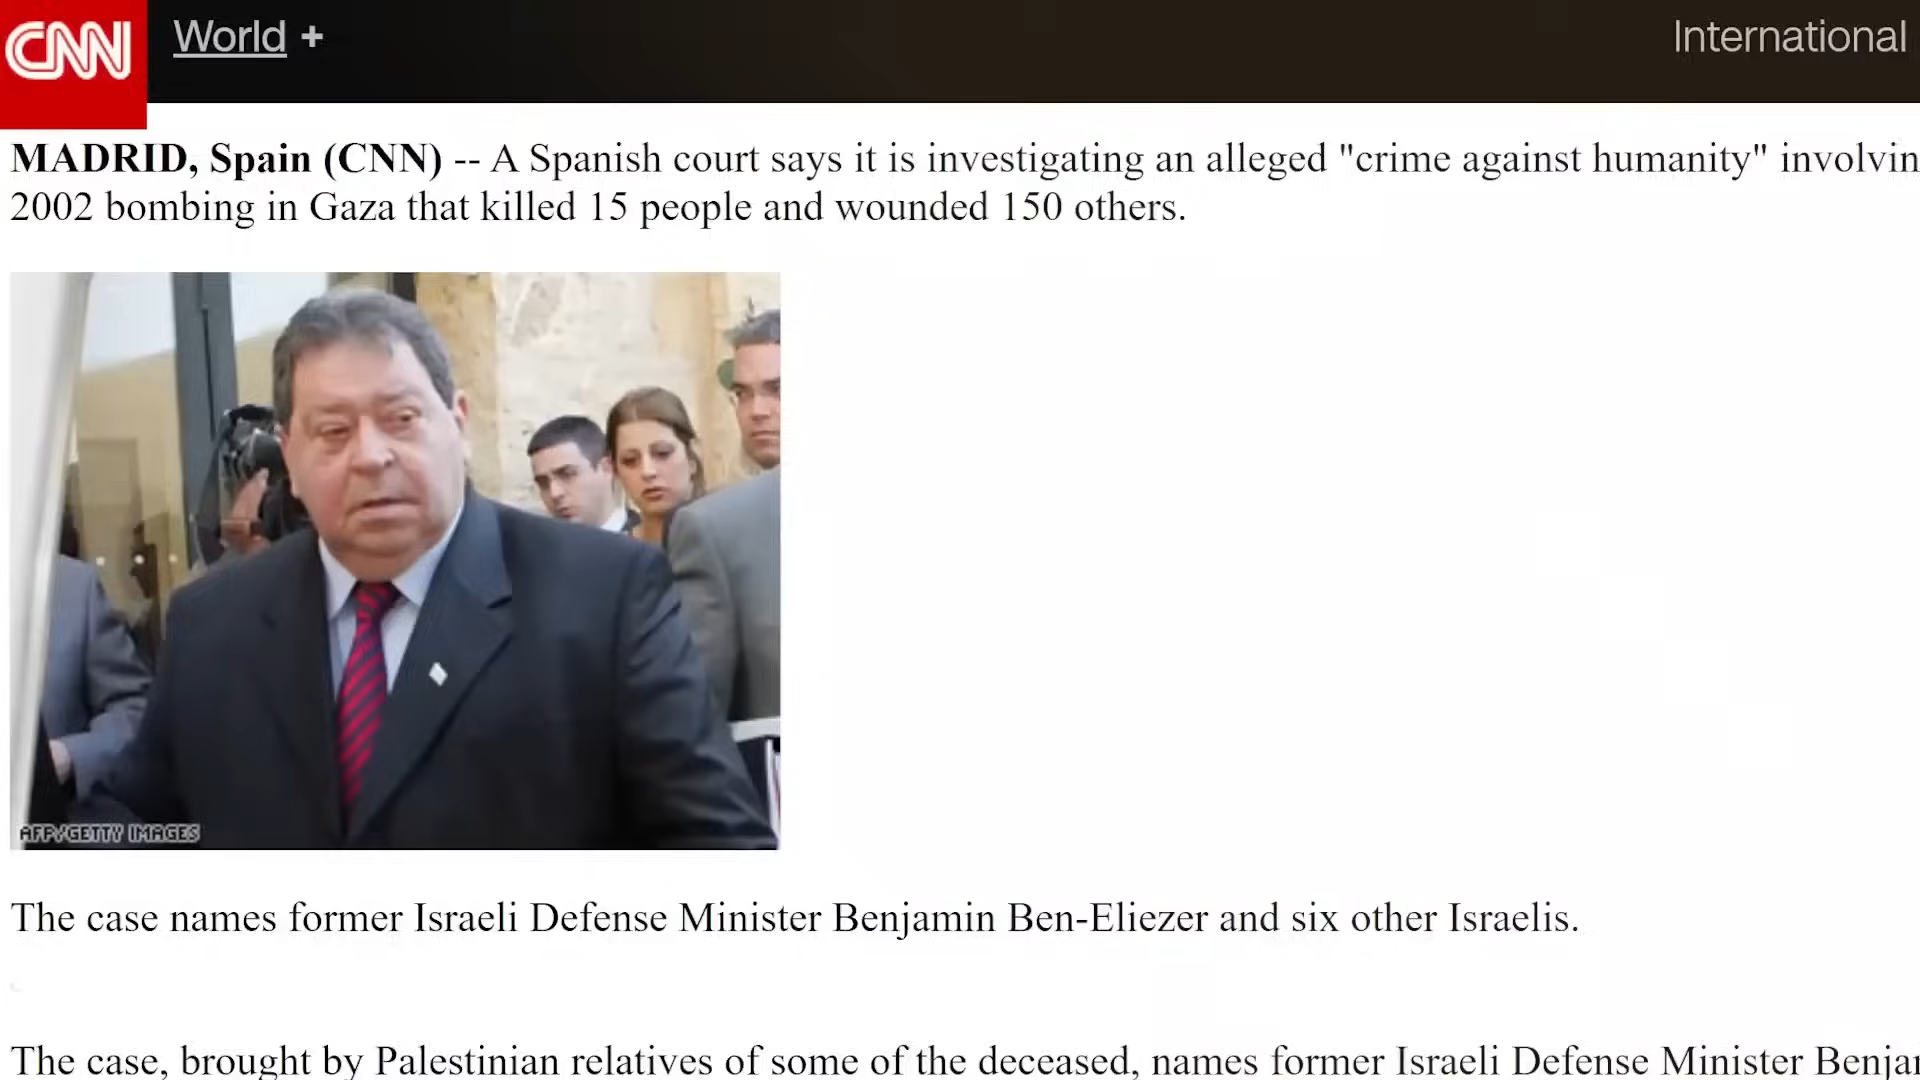 CNN World + International
MADRID, Spain (CNN) -- A Spanish court says it is investigating an alleged "crime against humanity" involvin
2002 bombing in Gaza that killed 15 people and wounded 150 others.
AFP/GETTY IMAGES
The case names former Israeli Defense Minister Benjamin Ben-Eliezer and six other Israelis.
The case, brought by Palestinian relatives of some of the deceased, names former Israeli Defense Minister Benja